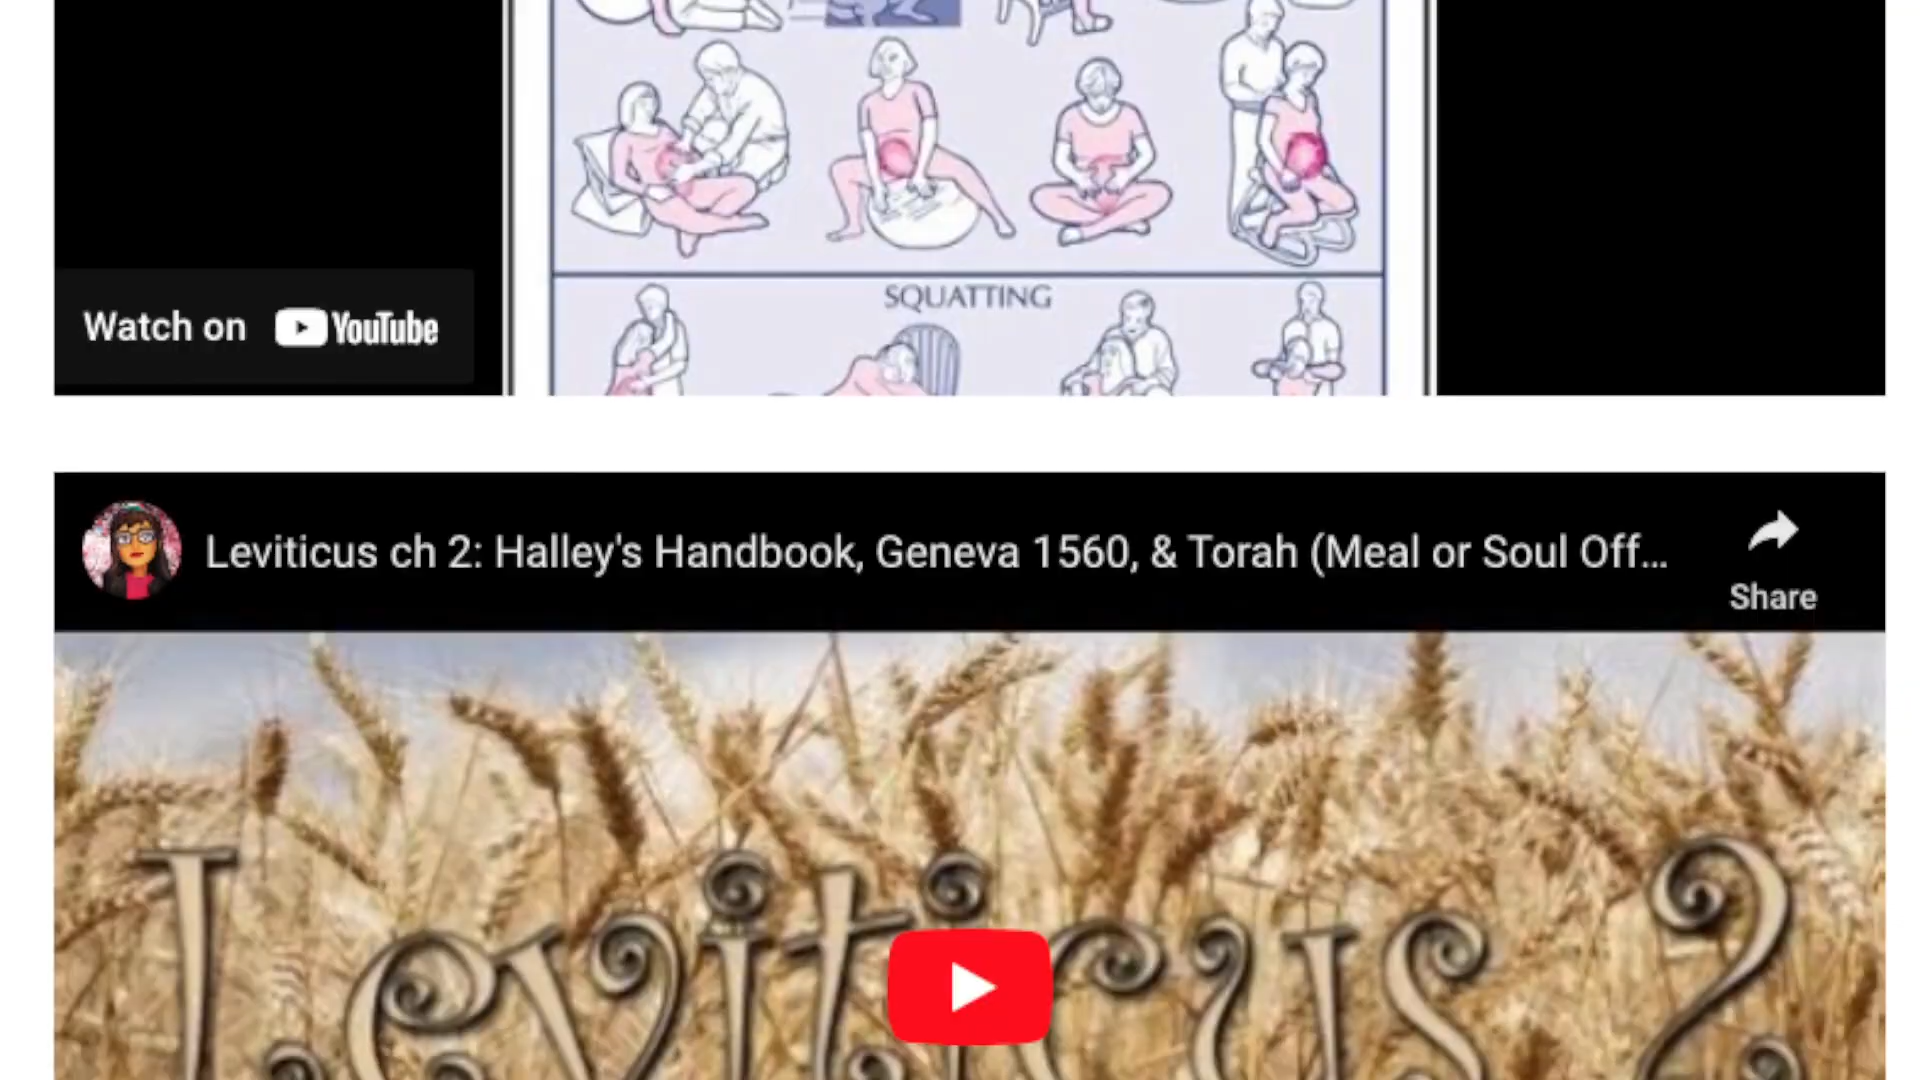 SQUATTING
Watch on YouTube
Leviticus ch 2: Halley's Handbook, Geneva 1560, & Torah (Meal or Soul Off...
Share
Leviticus 2